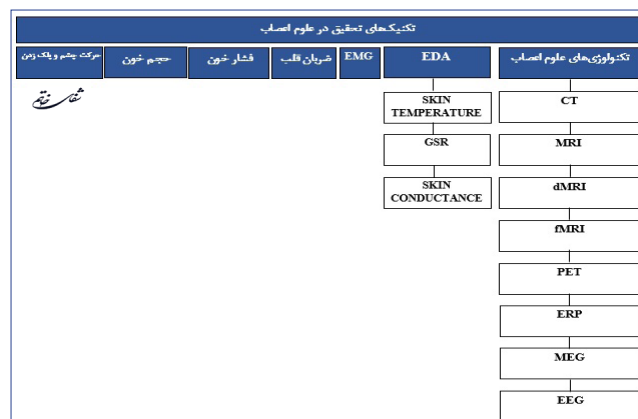 تکنیک‌های تحقیق در علوم اعصاب
تکنولوژی‌های علوم اعصاب
EDA
EMG
ضربان قلب
فشار خون
حجم خون
حرکت چشم و پلک زدن
CT
MRI
dMRI
fMRI
PET
ERP
MEG
EEG
SKIN
TEMPERATURE
GSR
SKIN
CONDUCTANCE
شفای خاتم